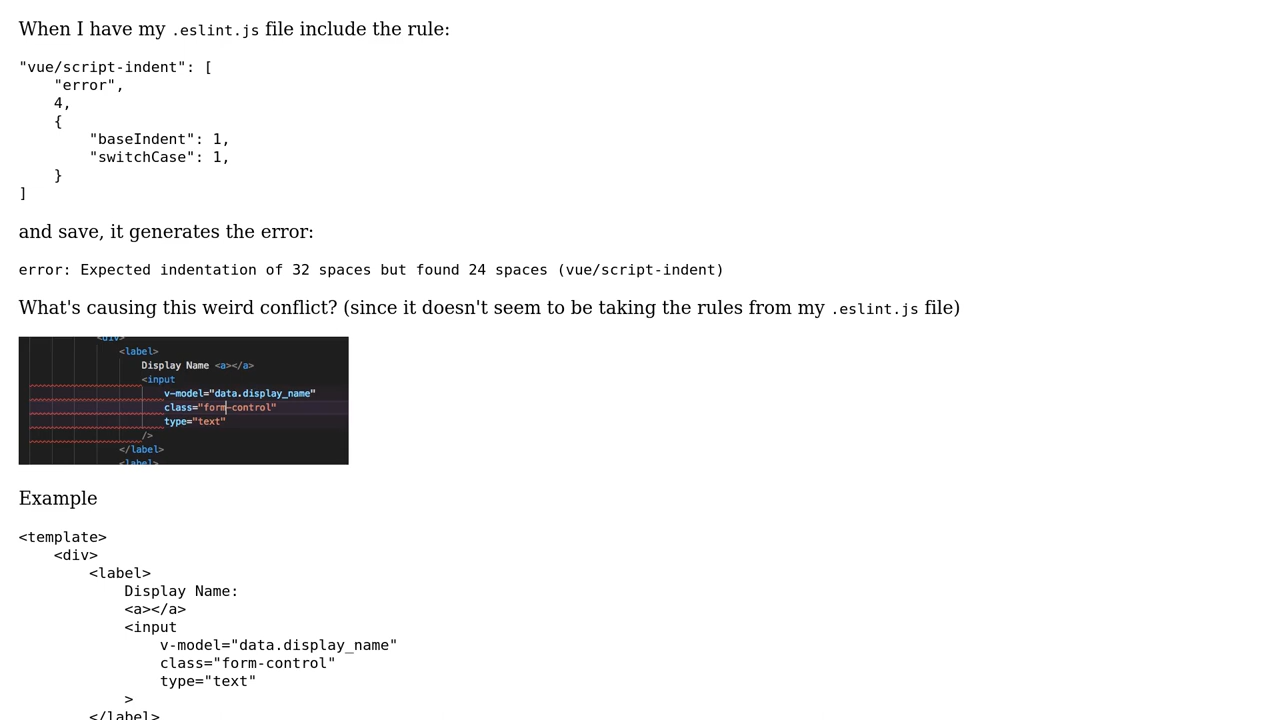 When I have my .eslint.js file include the rule:
"vue/script-indent": [
    "error",
    4,
    {
        "baseIndent": 1,
        "switchCase": 1,
    }
]
and save, it generates the error:
error: Expected indentation of 32 spaces but found 24 spaces (vue/script-indent)
What's causing this weird conflict? (since it doesn't seem to be taking the rules from my .eslint.js file)
<div>
<label>
Display Name <a></a>
<input
v-model="data.display_name"
class="form-control"
type="text"
/>
</label>
<label>
Example
<template>
    <div>
        <label>
            Display Name:
            <a></a>
            <input
                v-model="data.display_name"
                class="form-control"
                type="text"
            >
        </label>